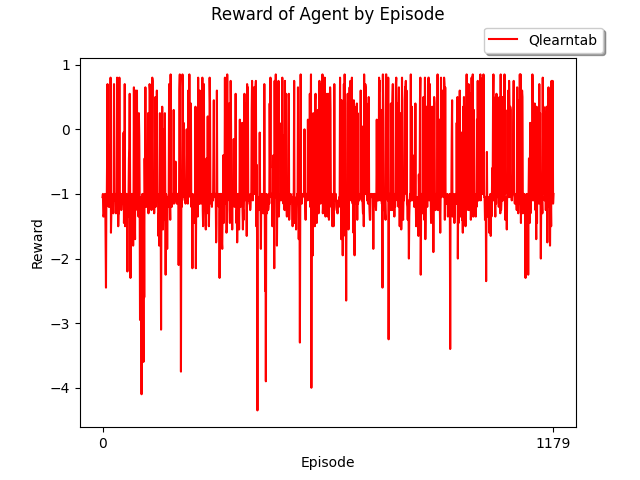 Reward of Agent by Episode
Qlearntab
1
0
−1
−2
−3
−4
Reward
0
1179
Episode